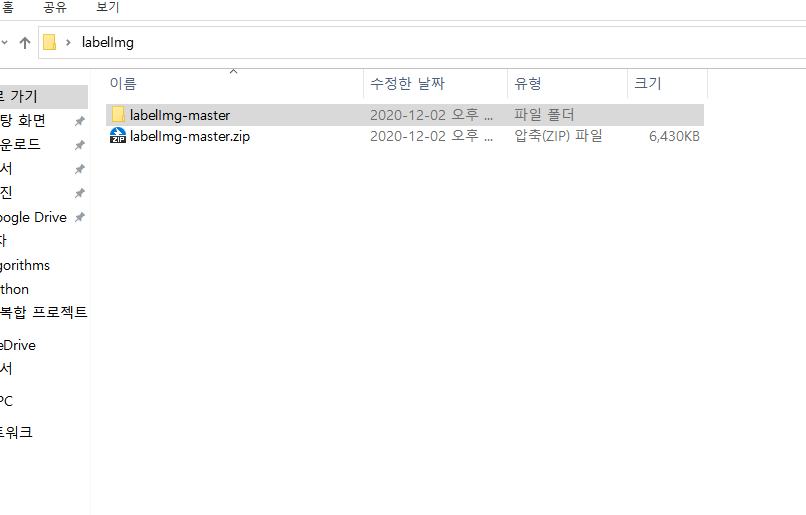 홈 공유 보기
labelImg
이름 수정한 날짜 유형 크기
labelImg-master 2020-12-02 오후 ... 파일 폴더
labelImg-master.zip 2020-12-02 오후 ... 압축(ZIP) 파일 6,430KB
로 가기
탕 화면
운로드
서
진
oogle Drive
차
gorithms
thon
복합 프로젝트
eDrive
서
PC
트워크